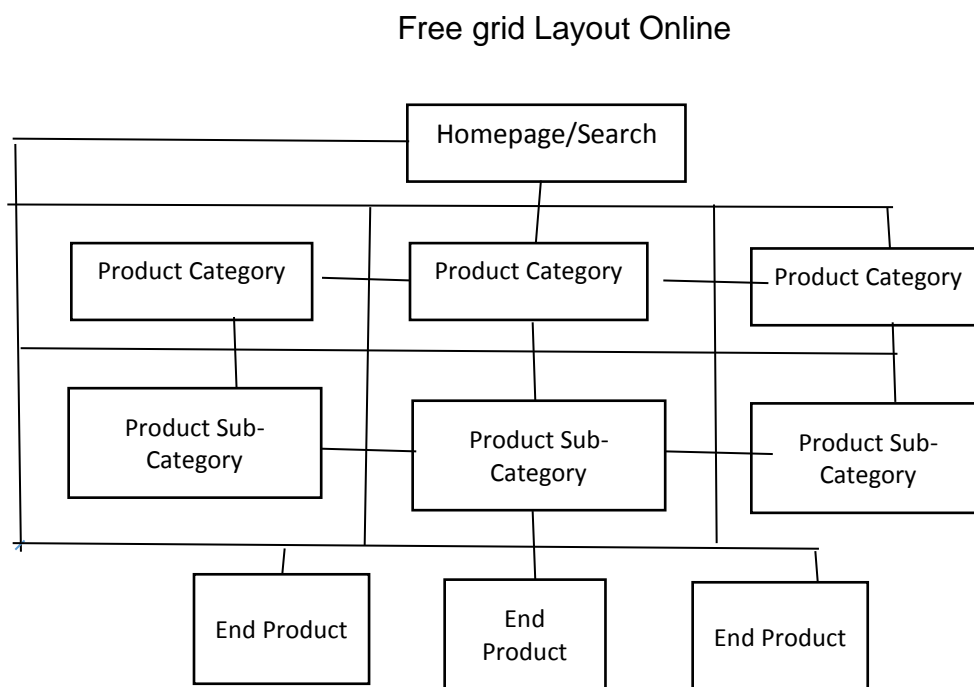 Free grid Layout Online
Homepage/Search
Product Category
Product Category
Product Category
Product Sub-
Category
Product Sub-
Category
Product Sub-
Category
End Product
End
Product
End Product